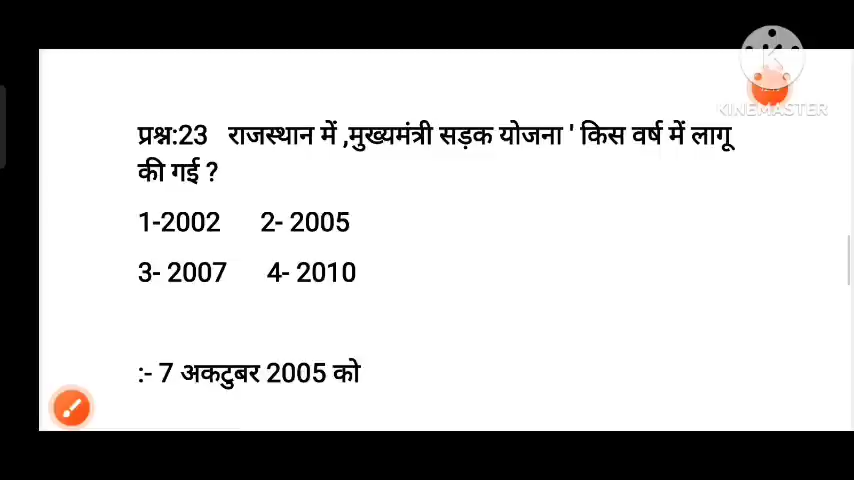 KINEMASTER
प्रश्न:23 राजस्थान में ,मुख्यमंत्री सड़क योजना ' किस वर्ष में लागू
की गई ?
1-2002 2- 2005
3- 2007 4- 2010
:- 7 अकटुबर 2005 को